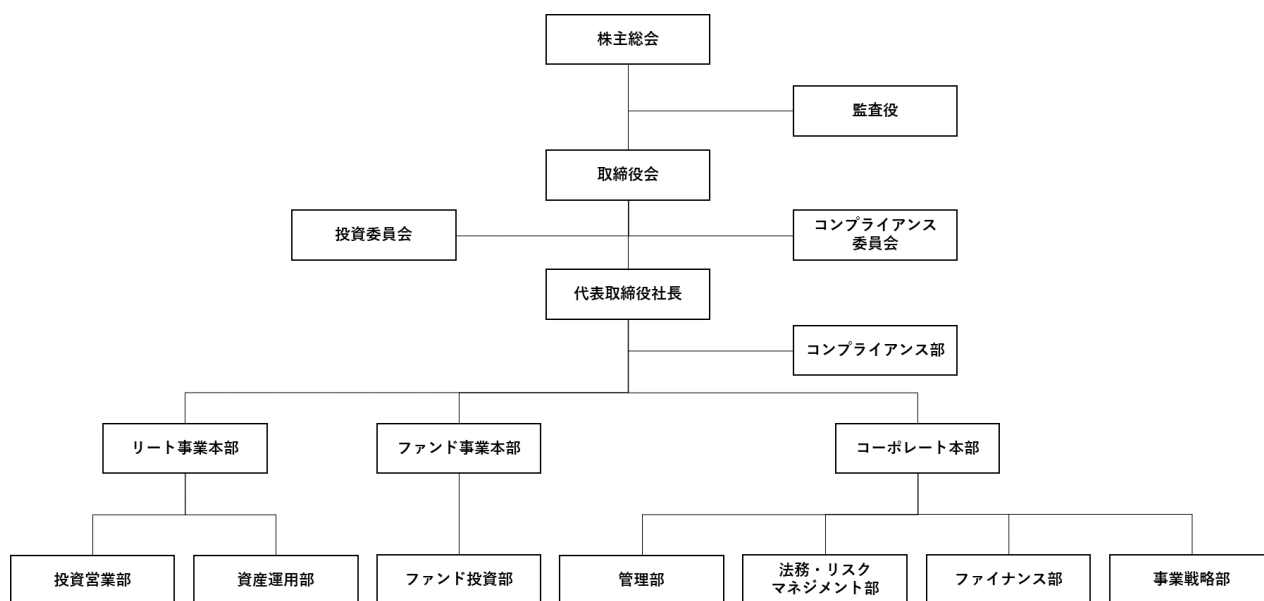 株主総会
監査役
取締役会
投資委員会
コンプライアンス
委員会
代表取締役社長
コンプライアンス部
リート事業本部
ファンド事業本部
コーポレート本部
投資営業部
資産運用部
ファンド投資部
管理部
法務・リスク
マネジメント部
ファイナンス部
事業戦略部